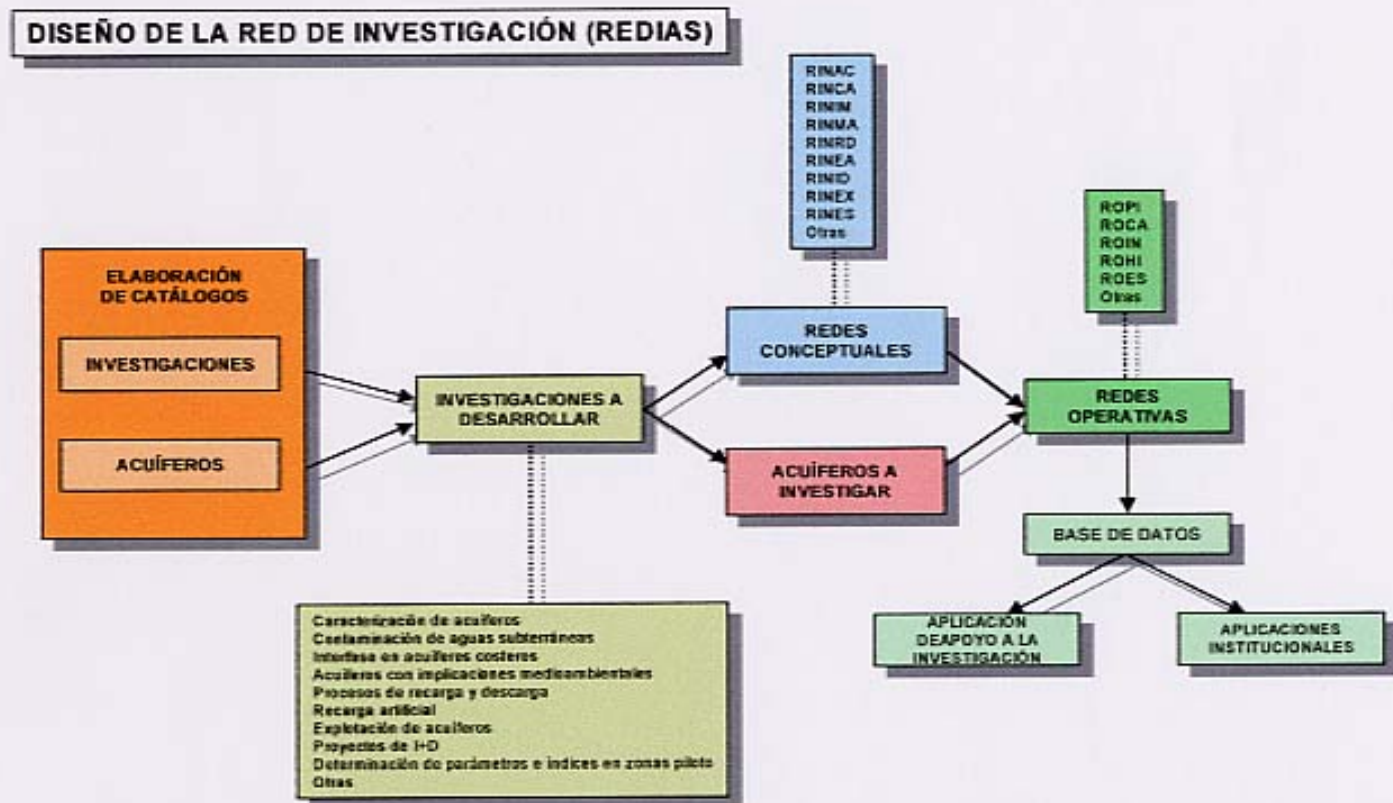 DISEÑO DE LA RED DE INVESTIGACIÓN (REDIAS)
RINAC
RINCA
RINIM
RINMA
RINRD
RINEA
RINID
RINEX
RINES
Otras
ROPI
ROCA
ROIN
ROHI
ROES
Otras
ELABORACIÓN
DE CATÁLOGOS
INVESTIGACIONES
ACUÍFEROS
INVESTIGACIONES A
DESARROLLAR
REDES
CONCEPTUALES
ACUÍFEROS A
INVESTIGAR
REDES
OPERATIVAS
BASE DE DATOS
APLICACIÓN
DEAPOYO A LA
INVESTIGACIÓN
APLICACIONES
INSTITUCIONALES
Caracterización de acuíferos
Contaminación de aguas subterráneas
Interfase en acuíferos costeros
Acuíferos con implicaciones medioambientales
Procesos de recarga y descarga
Recarga artificial
Explotación de acuíferos
Proyectos de I+D
Determinación de parámetros e índices en zonas piloto
Otras